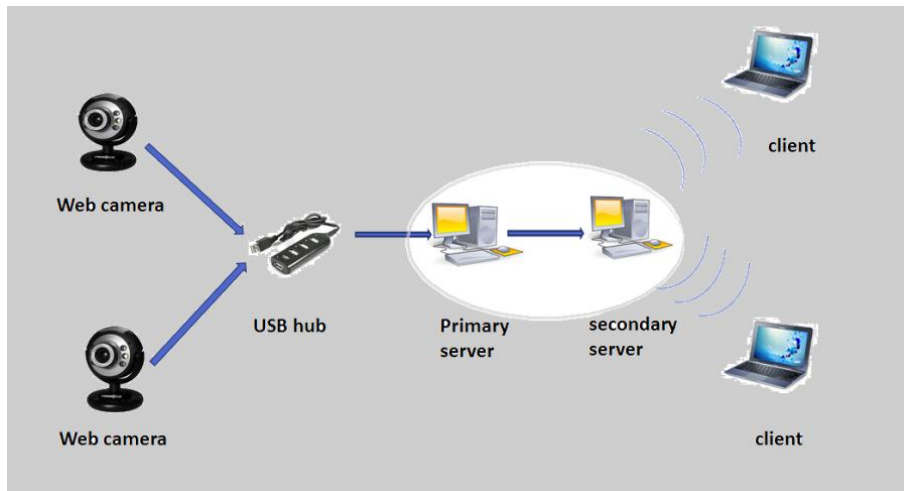 client
Web camera
USB hub
Primary
server
secondary
server
Web camera
client